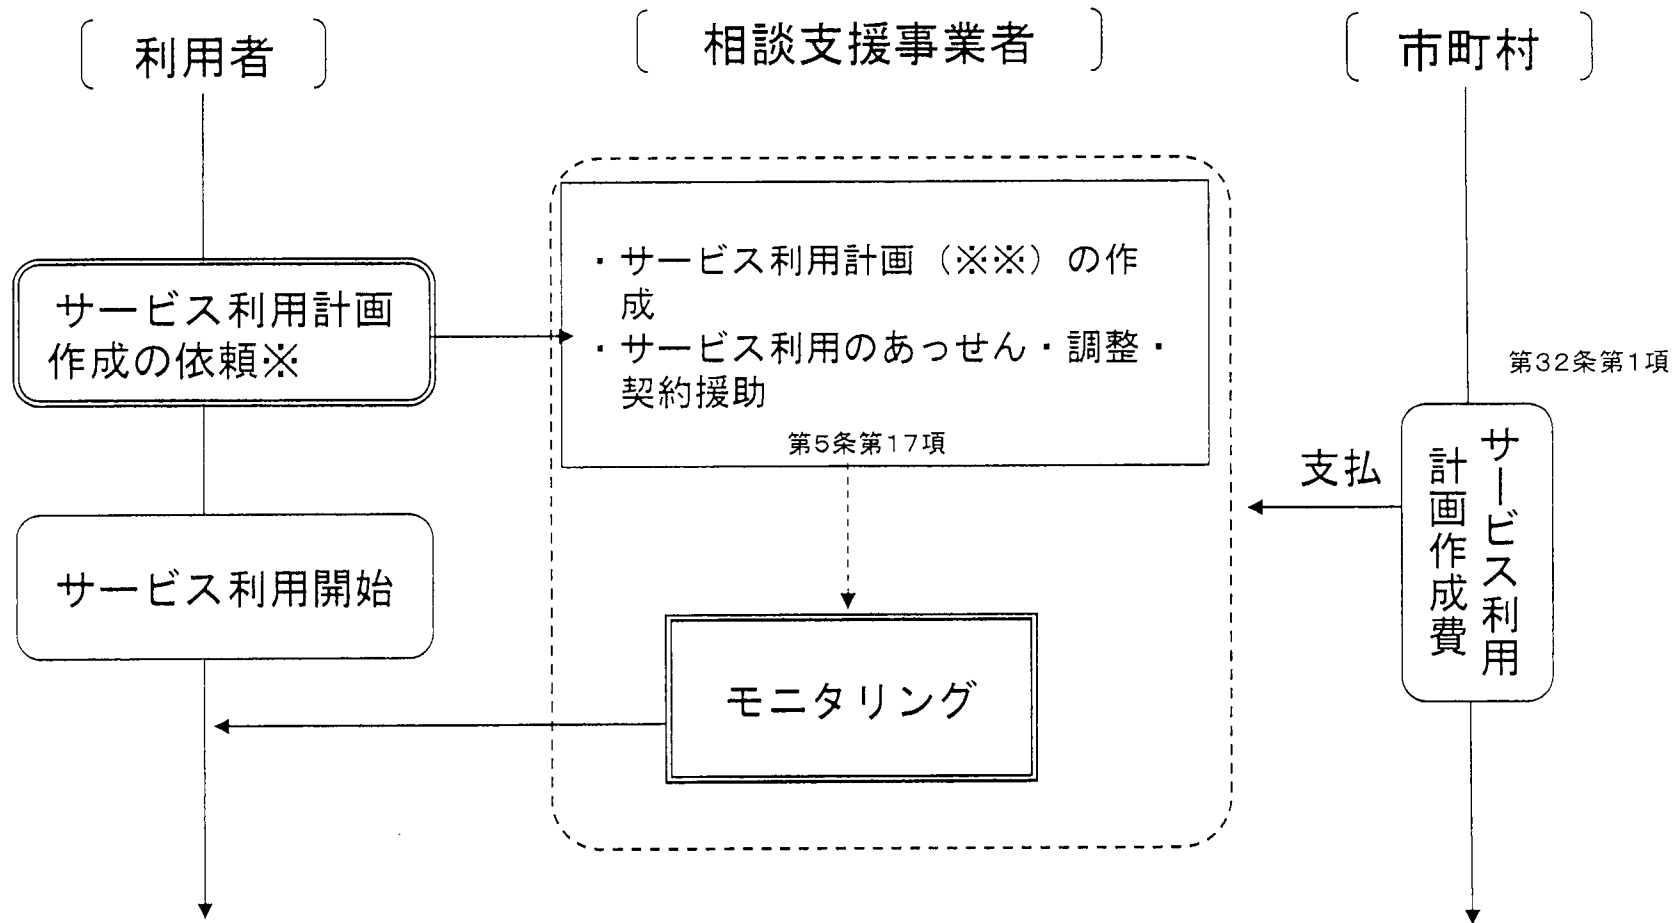 〔 利用者 〕
〔 相談支援事業者 〕
〔 市町村 〕
サービス利用計画
作成の依頼※
・サービス利用計画（※※）の作
成
・サービス利用のあっせん・調整・
契約援助
第5条第17項
第32条第1項
サービス利用
計画作成費
支払
サービス利用開始
モニタリング